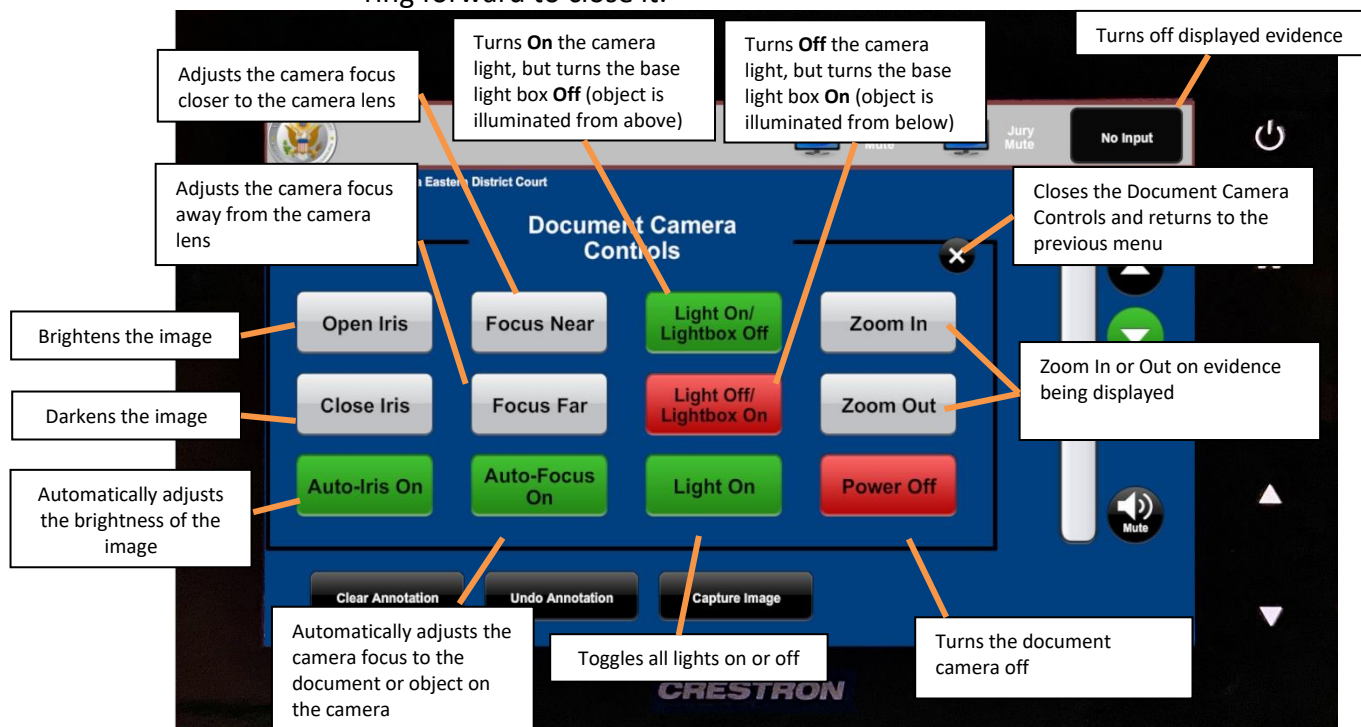 ring forward to close it.
Turns off displayed evidence
Turns On the camera
light, but turns the base
light box Off (object is
illuminated from above)
Turns Off the camera
light, but turns the base
light box On (object is
illuminated from below)
Adjusts the camera focus
closer to the camera lens
Mute
Jury
Mute
No Input
Adjusts the camera focus
away from the camera
lens
Eastern District Court
Closes the Document Camera
Controls and returns to the
previous menu
Document Camera
Controls
Brightens the image
Open Iris
Focus Near
Light On/
Lightbox Off
Zoom In
Zoom In or Out on evidence
being displayed
Darkens the image
Close Iris
Focus Far
Light Off/
Lightbox On
Zoom Out
Automatically adjusts
the brightness of the
image
Auto-Iris On
Auto-Focus
On
Light On
Power Off
Mute
Clear Annotation
Undo Annotation
Capture Image
Automatically adjusts the
camera focus to the
document or object on
the camera
Toggles all lights on or off
Turns the document
camera off
CRESTRON